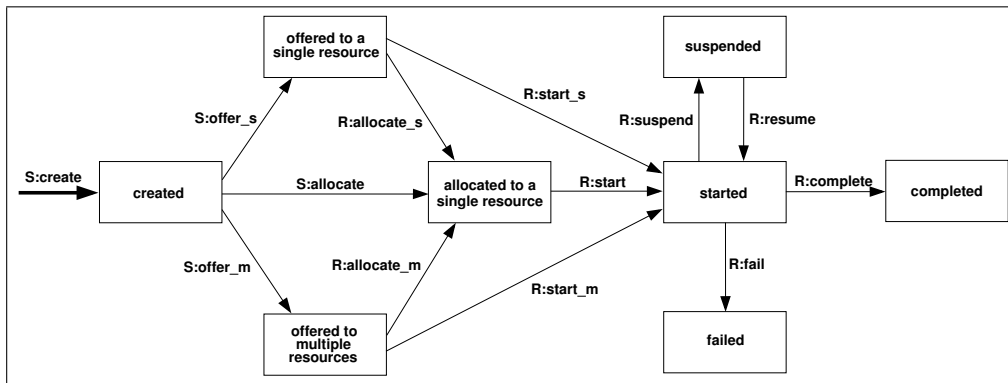 offered to a
single resource
suspended
S:offer_s
R:start_s
R:allocate_s
R:suspend
R:resume
S:create
created
S:allocate
allocated to a
single resource
R:start
started
R:complete
completed
S:offer_m
R:allocate_m
R:start_m
R:fail
offered to
multiple
resources
failed